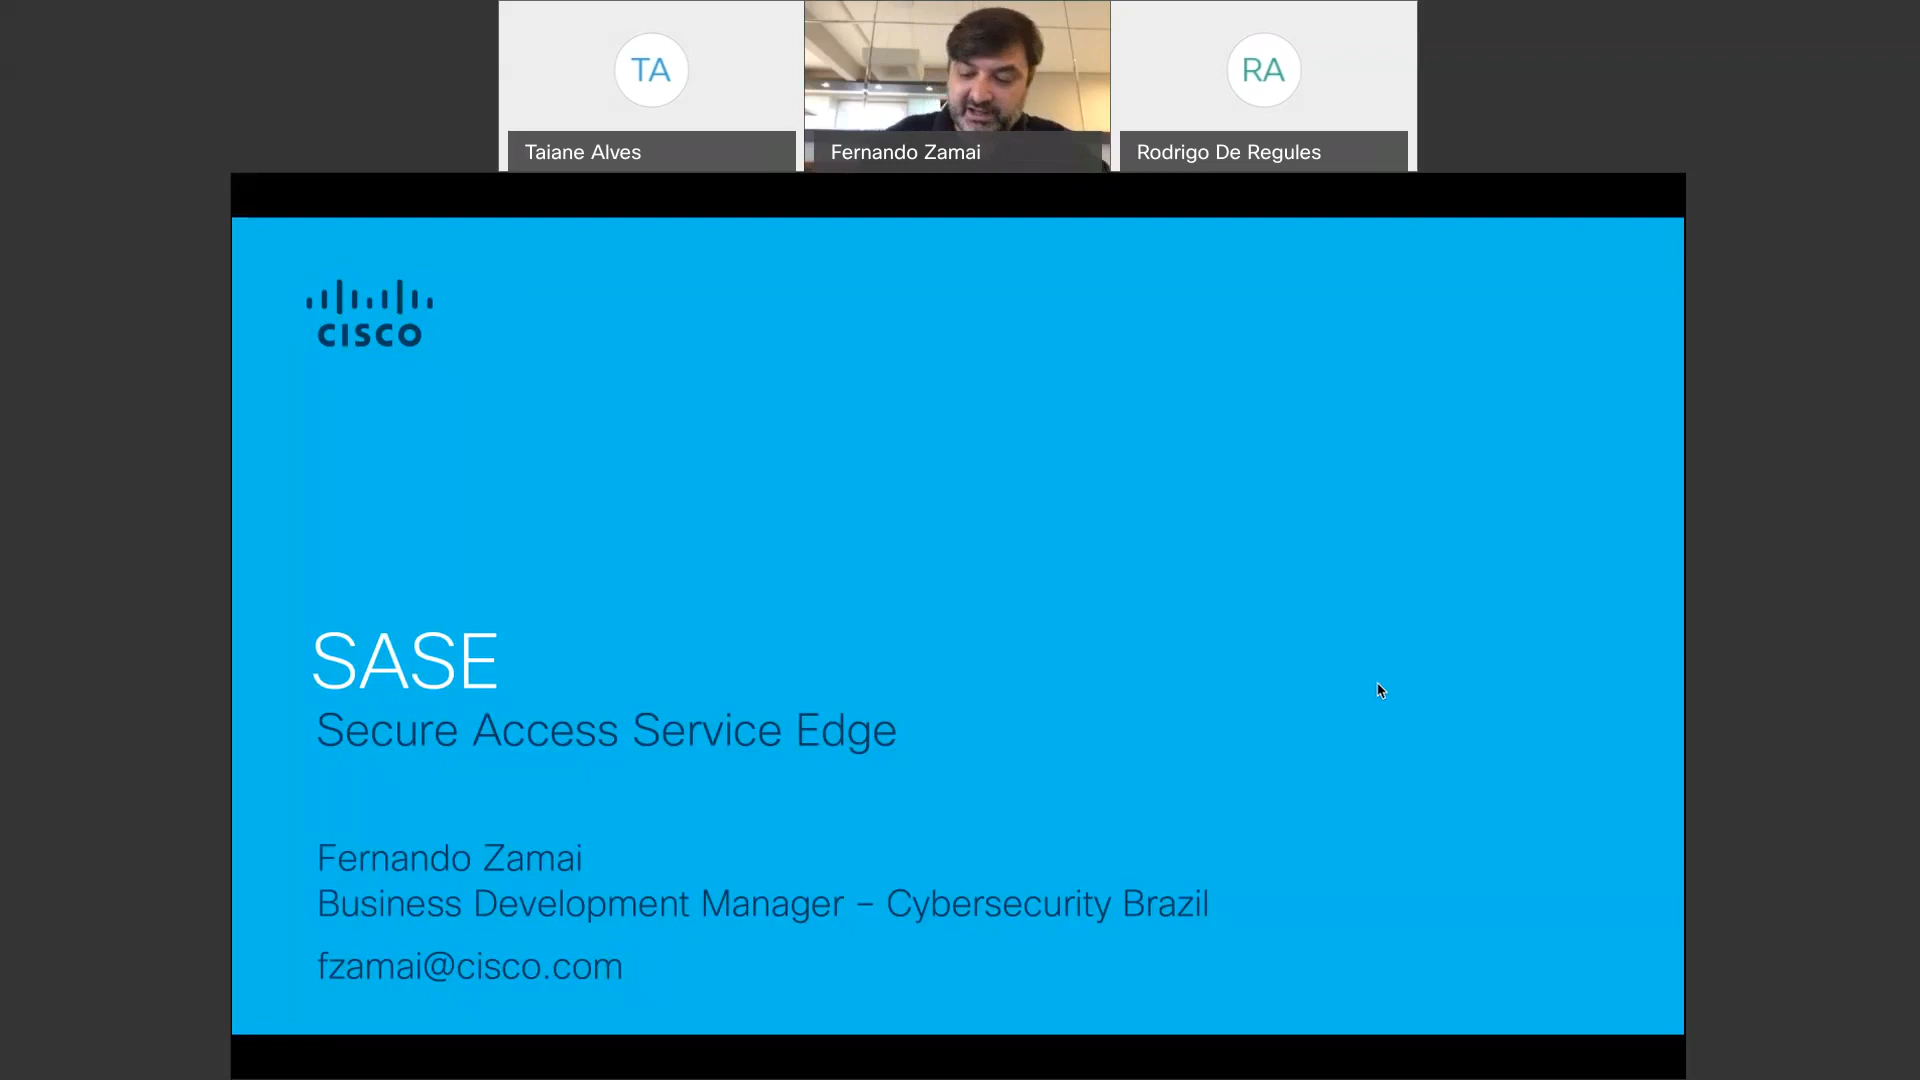 TA
RA
Taiane Alves
Fernando Zamai
Rodrigo De Regules
CISCO
SASE
Secure Access Service Edge
Fernando Zamai
Business Development Manager – Cybersecurity Brazil
fzamai@cisco.com